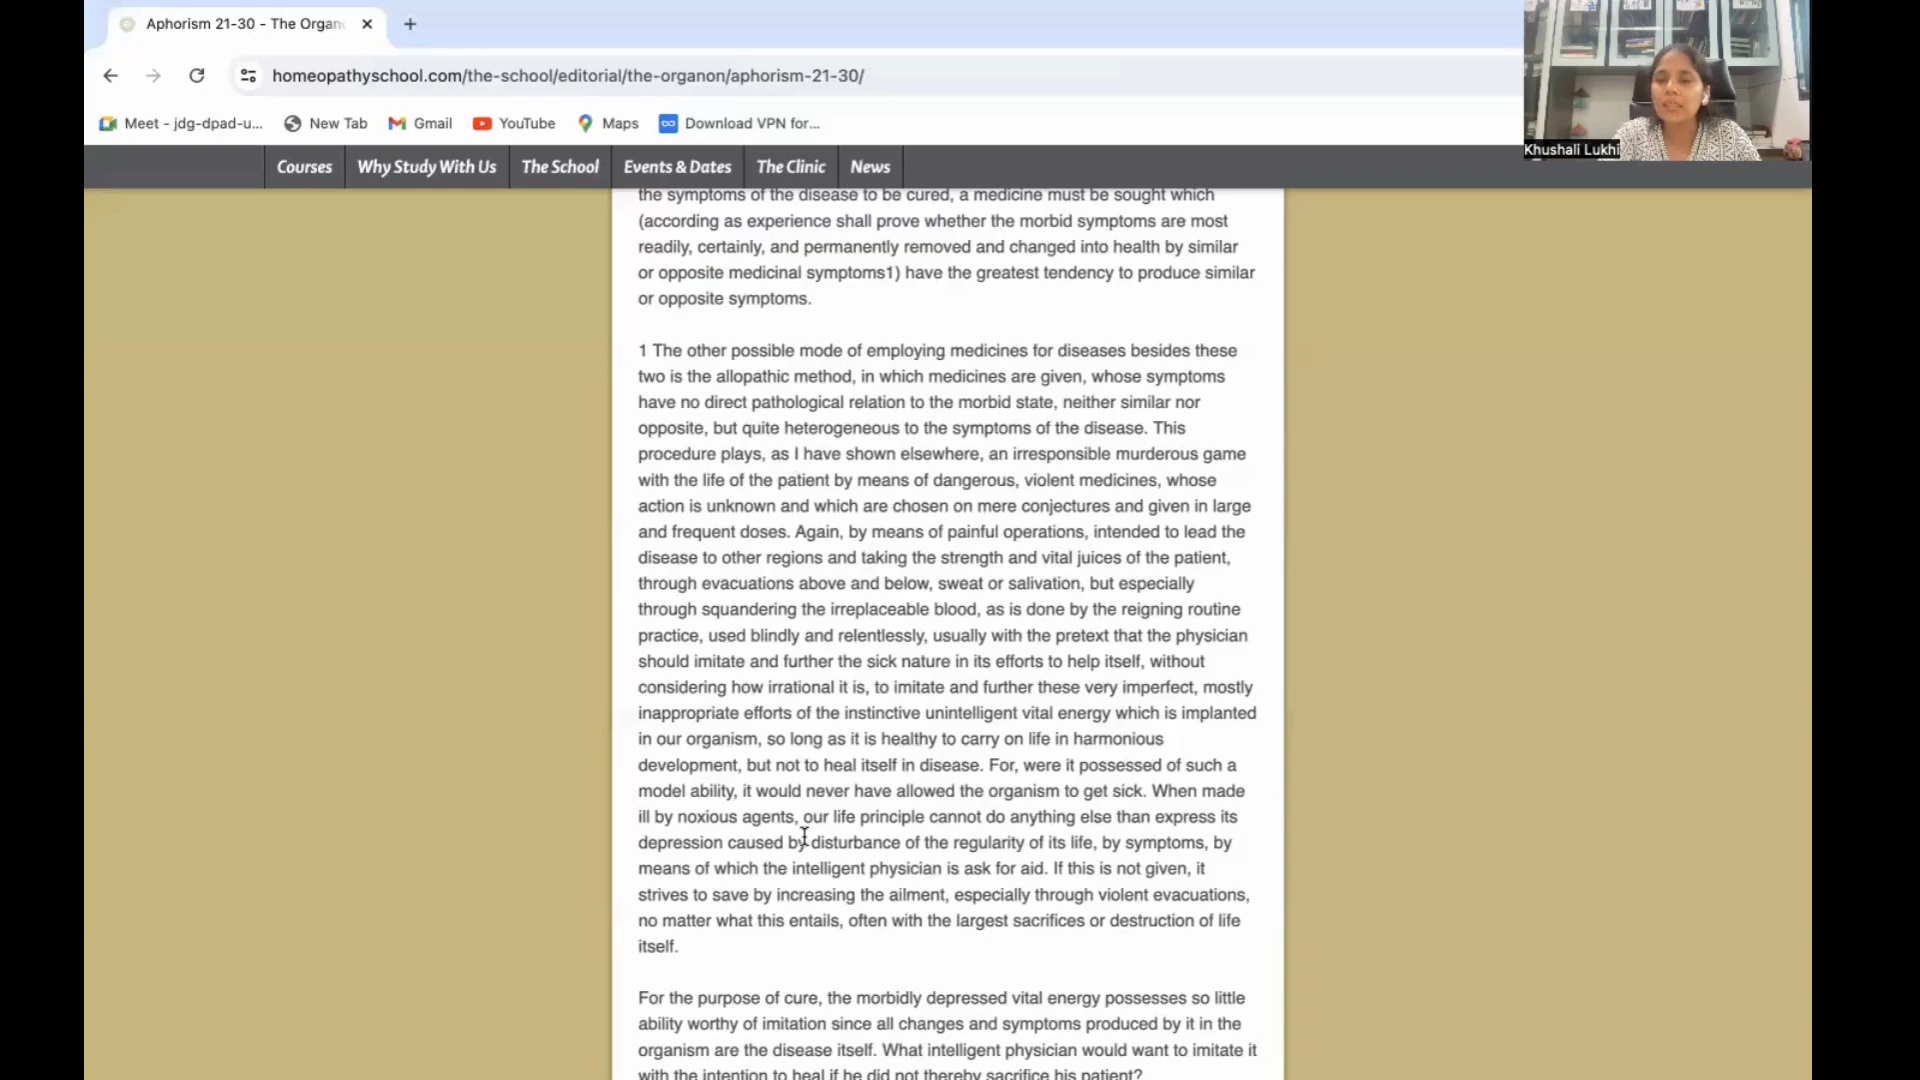 Aphorism 21-30 - The Organ
homeopathyschool.com/the-school/editorial/the-organon/aphorism-21-30/
Meet - jdg-dpad-u... New Tab Gmail YouTube Maps Download VPN for...
Khushali Lukhi
Courses Why Study With Us The School Events & Dates The Clinic News
the symptoms of the disease to be cured, a medicine must be sought which
(according as experience shall prove whether the morbid symptoms are most
readily, certainly, and permanently removed and changed into health by similar
or opposite medicinal symptoms1) have the greatest tendency to produce similar
or opposite symptoms.
1 The other possible mode of employing medicines for diseases besides these
two is the allopathic method, in which medicines are given, whose symptoms
have no direct pathological relation to the morbid state, neither similar nor
opposite, but quite heterogeneous to the symptoms of the disease. This
procedure plays, as I have shown elsewhere, an irresponsible murderous game
with the life of the patient by means of dangerous, violent medicines, whose
action is unknown and which are chosen on mere conjectures and given in large
and frequent doses. Again, by means of painful operations, intended to lead the
disease to other regions and taking the strength and vital juices of the patient,
through evacuations above and below, sweat or salivation, but especially
through squandering the irreplaceable blood, as is done by the reigning routine
practice, used blindly and relentlessly, usually with the pretext that the physician
should imitate and further the sick nature in its efforts to help itself, without
considering how irrational it is, to imitate and further these very imperfect, mostly
inappropriate efforts of the instinctive unintelligent vital energy which is implanted
in our organism, so long as it is healthy to carry on life in harmonious
development, but not to heal itself in disease. For, were it possessed of such a
model ability, it would never have allowed the organism to get sick. When made
ill by noxious agents, our life principle cannot do anything else than express its
depression caused by disturbance of the regularity of its life, by symptoms, by
means of which the intelligent physician is ask for aid. If this is not given, it
strives to save by increasing the ailment, especially through violent evacuations,
no matter what this entails, often with the largest sacrifices or destruction of life
itself.
For the purpose of cure, the morbidly depressed vital energy possesses so little
ability worthy of imitation since all changes and symptoms produced by it in the
organism are the disease itself. What intelligent physician would want to imitate it
with the intention to heal if he did not thereby sacrifice his patient?